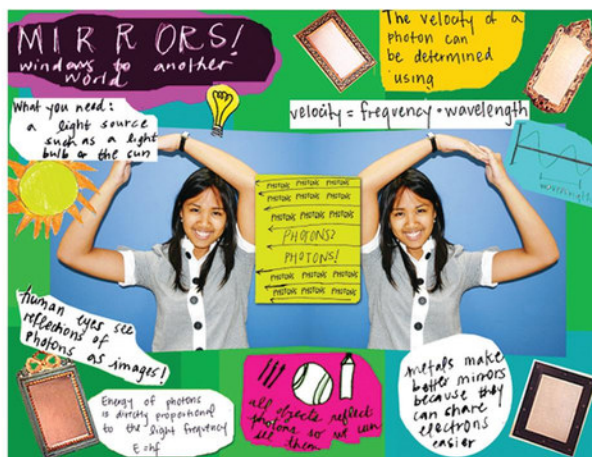 MIRRORS!
windows to another
world
The velocity of a
photon can
be determined
using
velocity = frequency • wavelength
What you need:
a light source
such as a light
bulb or the sun
wavelength
PHOTONS PHOTONS PHOTONS
PHOTONS PHOTONS PHOTONS
PHOTONS PHOTONS PHOTONS
PHOTONS?
PHOTONS!
PHOTONS PHOTONS PHOTONS
PHOTONS PHOTONS PHOTONS
human eyes see
reflections of
photons as images!
Energy of photons
is directly proportional
to the light frequency
E=hf
all objects reflect
photons so we can
see them
metals make
better mirrors
because they
can share
electrons
easier